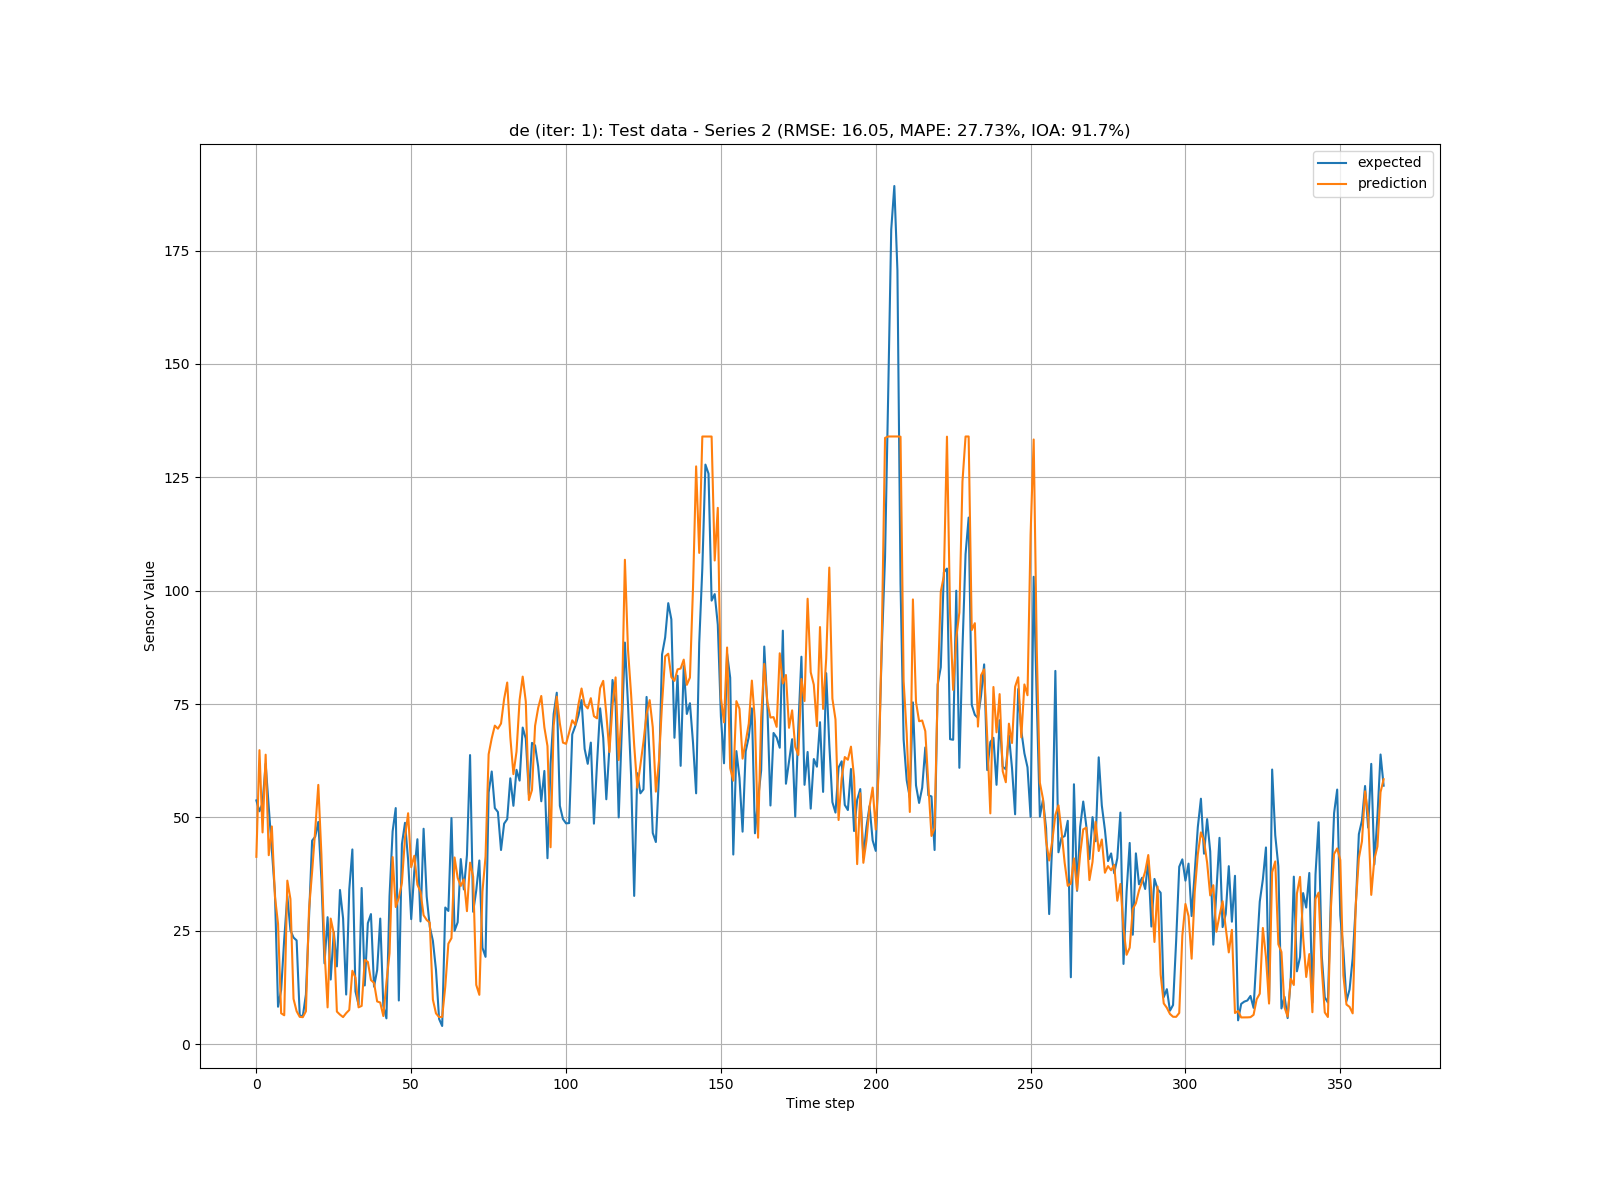 de (iter: 1): Test data - Series 2 (RMSE: 16.05, MAPE: 27.73%, IOA: 91.7%)
expected
prediction
175
150
125
100
75
50
25
0
Sensor Value
0 50 100 150 200 250 300 350
Time step